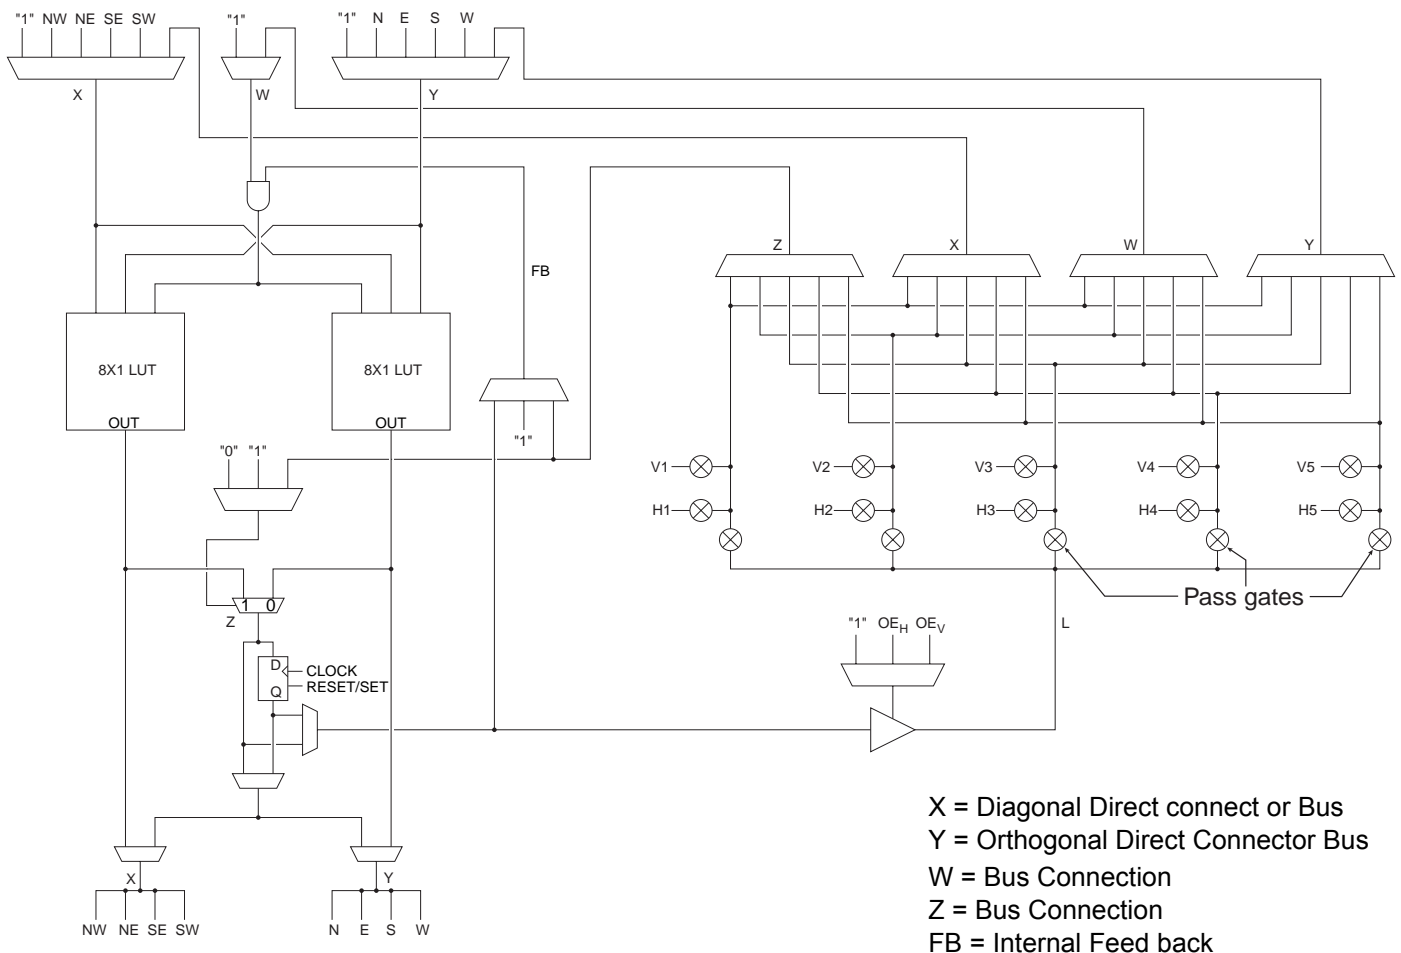 "1" NW NE SE SW "1" "1" N E S W
X W Y
Z X W Y
FB
8X1 LUT 8X1 LUT
OUT OUT
"1"
"0" "1"
V1 V2 V3 V4 V5
H1 H2 H3 H4 H5
Pass gates
1 0
Z
"1" OEH OEV
L
D
CLOCK
Q
RESET/SET
X Y
NW NE SE SW N E S W
X = Diagonal Direct connect or Bus
Y = Orthogonal Direct Connector Bus
W = Bus Connection
Z = Bus Connection
FB = Internal Feed back